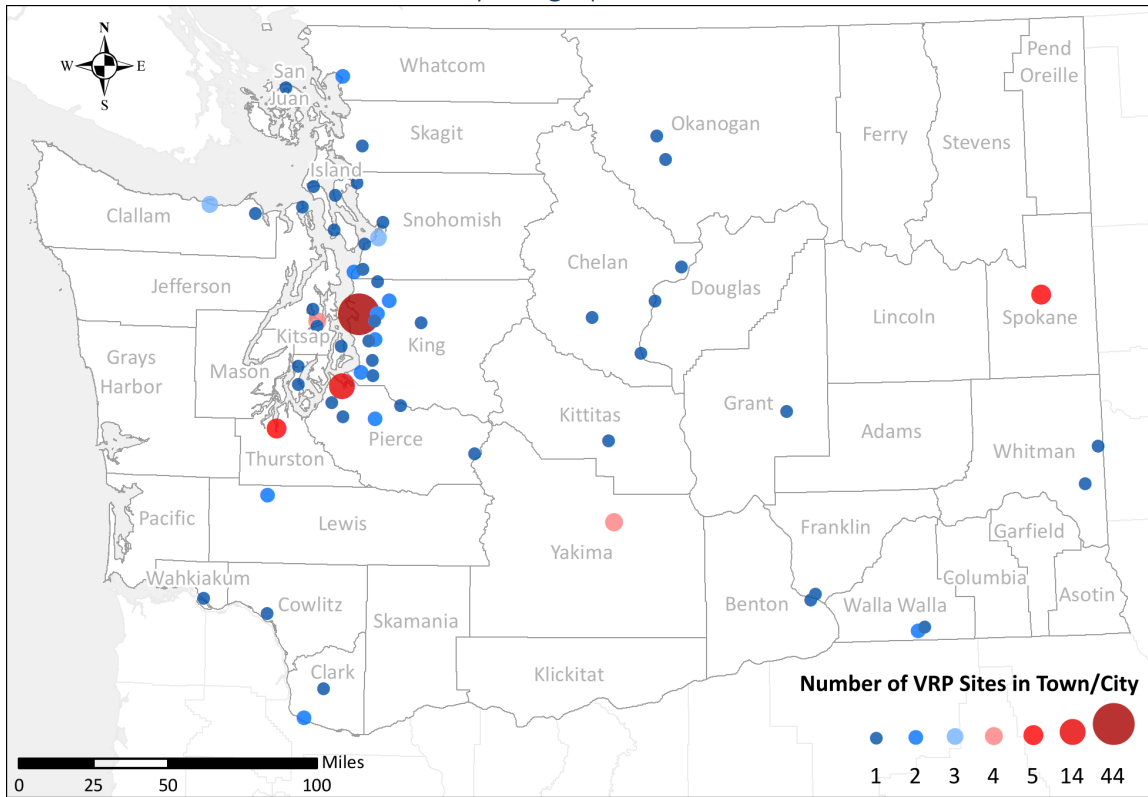 N
W E
S
San
Juan
Whatcom
Pend
Oreille
Skagit
Okanogan
Ferry
Stevens
Island
Clallam
Snohomish
Chelan
Jefferson
Douglas
Lincoln
Spokane
Kitsap
King
Grays
Harbor
Mason
Grant
Kittitas
Adams
Pierce
Whitman
Thurston
Pacific
Lewis
Franklin
Garfield
Yakima
Wahkiakum
Cowlitz
Columbia
Benton
Walla Walla
Asotin
Skamania
Clark
Klickitat
Number of VRP Sites in Town/City
1 2 3 4 5 14 44
Miles
0 25 50 100